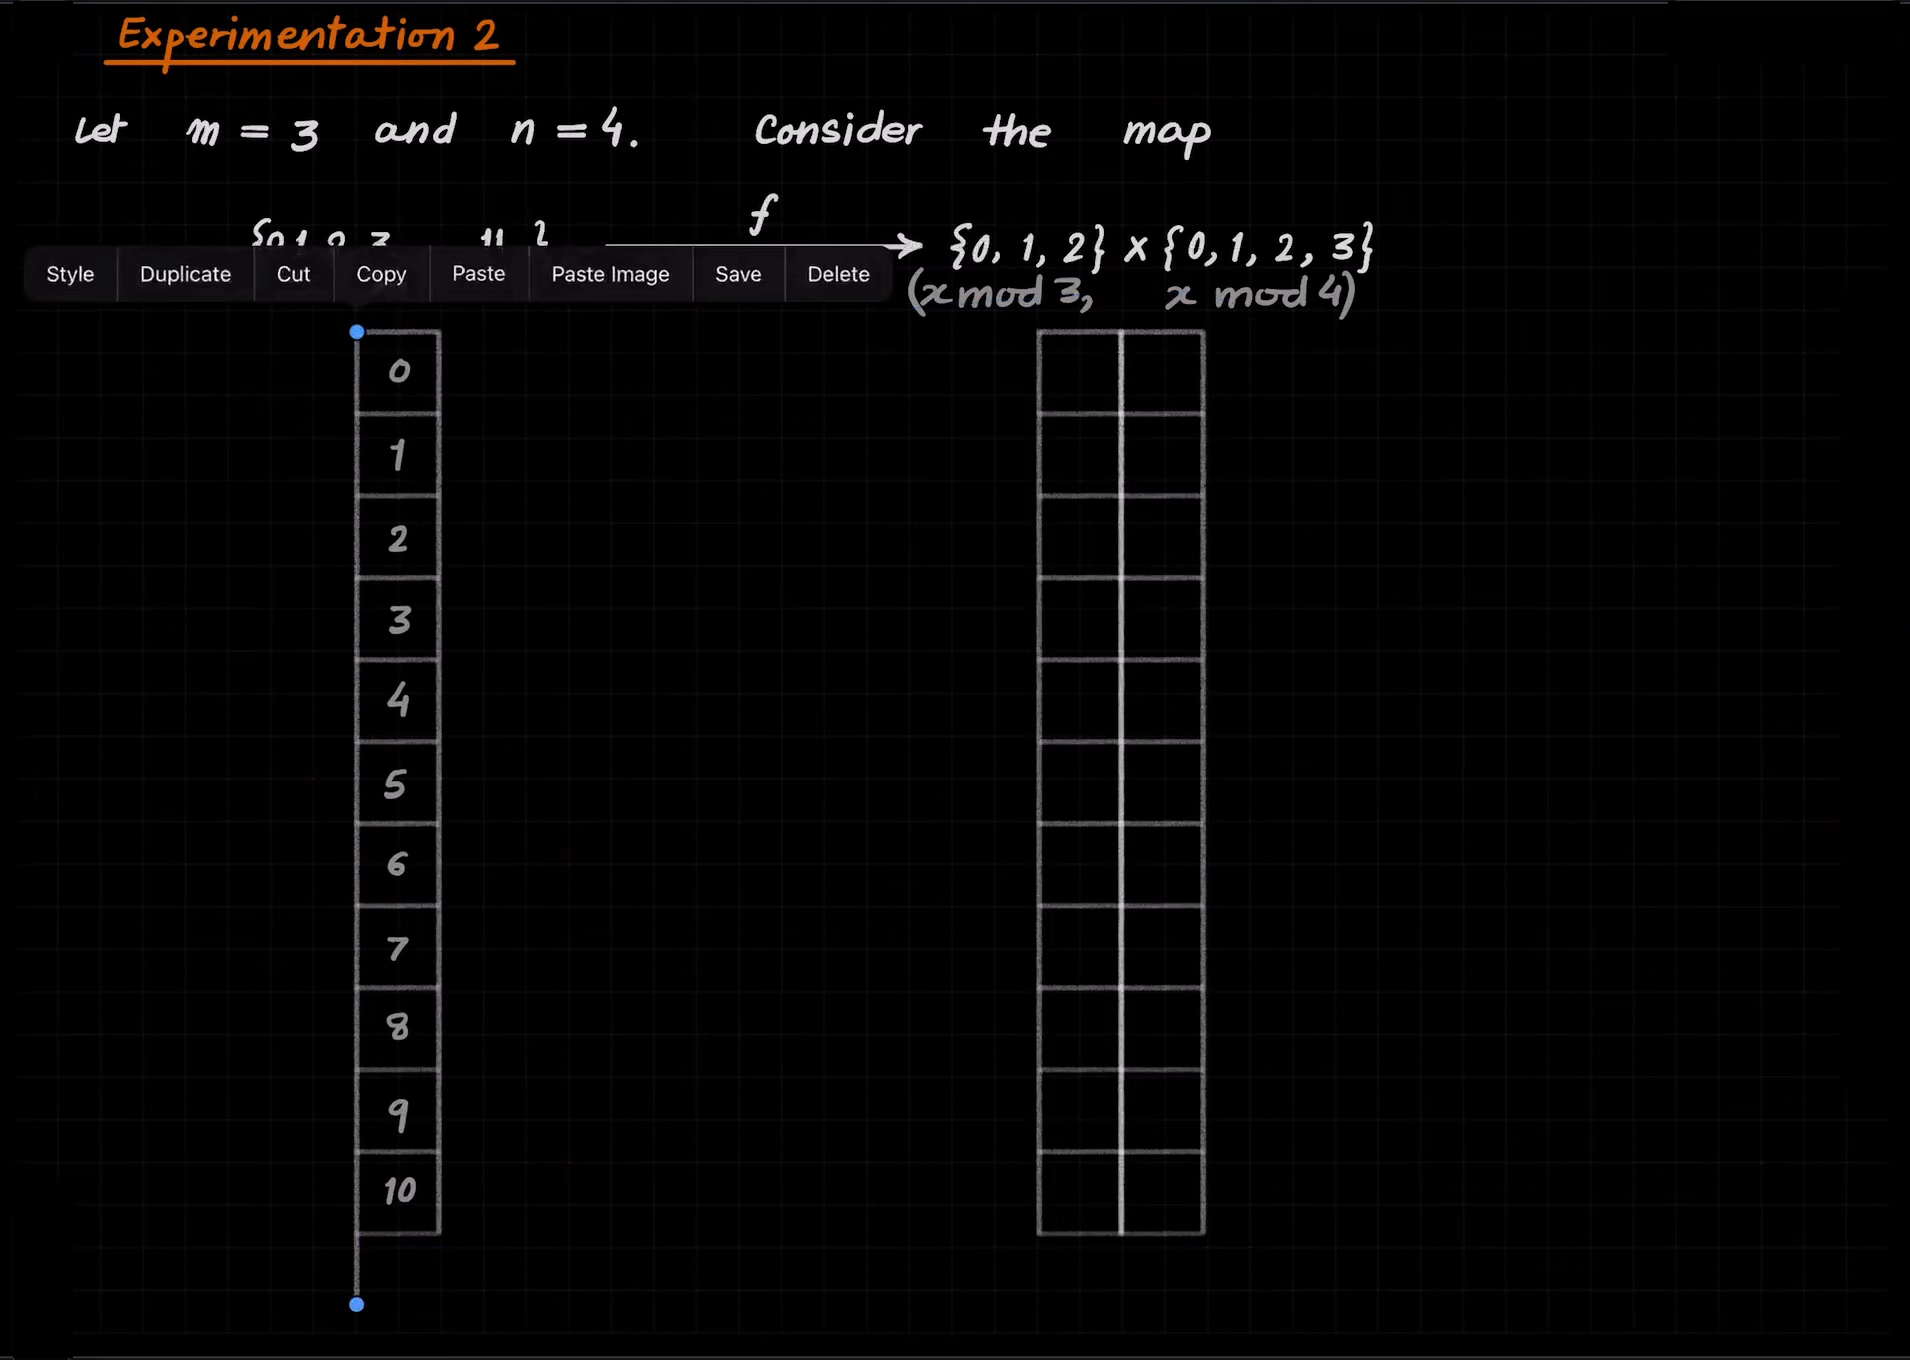 Experimentation 2
Let m = 3 and n = 4. Consider the map
f
{0, 1, 2} x {0, 1, 2, 3}
Style Duplicate Cut Copy Paste Paste Image Save Delete
(x mod 3, x mod 4)
0
1
2
3
4
5
6
7
8
9
10